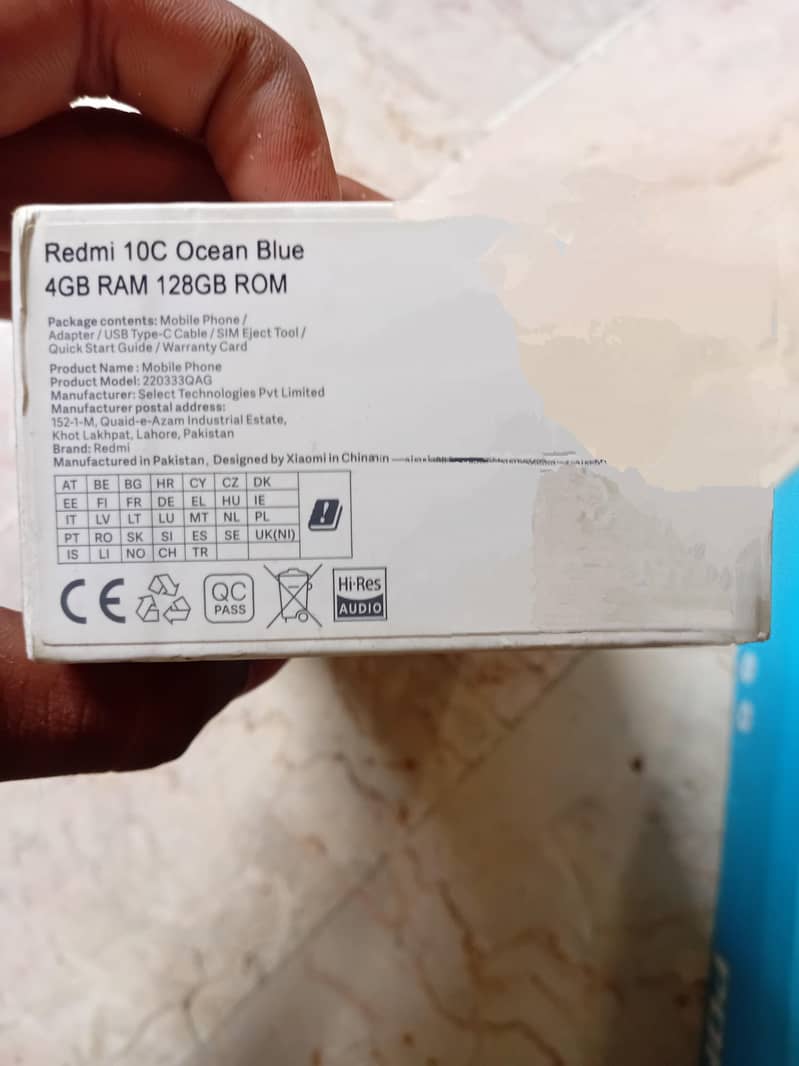 Redmi 10C Ocean Blue
4GB RAM 128GB ROM
Package contents: Mobile Phone /
Adapter / USB Type-C Cable / SIM Eject Tool /
Quick Start Guide / Warranty Card
Product Name : Mobile Phone
Product Model: 220333QAG
Manufacturer: Select Technologies Pvt Limited
Manufacturer postal address:
152-1-M, Quaid-e-Azam Industrial Estate,
Khot Lakhpat, Lahore, Pakistan
Brand: Redmi
Manufactured in Pakistan, Designed by Xiaomi in
AT BE BG HR CY CZ DK
EE FI FR DE EL HU IE
IT LV LT LU MT NL PL
PT RO SK SI ES SE UK(NI)
IS LI NO CH TR
CE
QC
PASS
Hi-Res
AUDIO